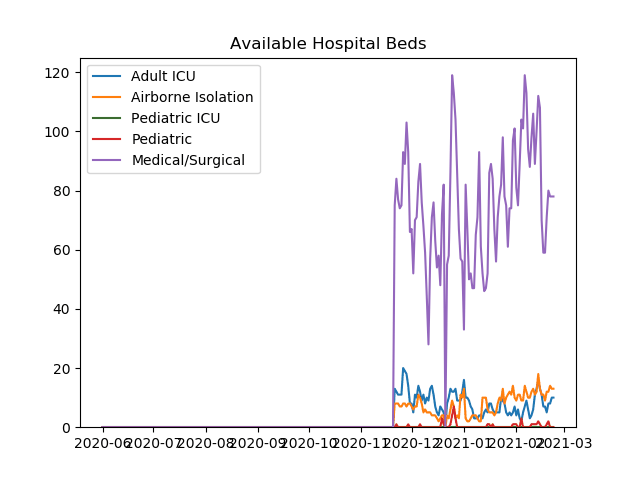 Available Hospital Beds
Adult ICU
Airborne Isolation
Pediatric ICU
Pediatric
Medical/Surgical
120
100
80
60
40
20
0
2020-06 2020-07 2020-08 2020-09 2020-10 2020-11 2020-12 2021-01 2021-02 2021-03